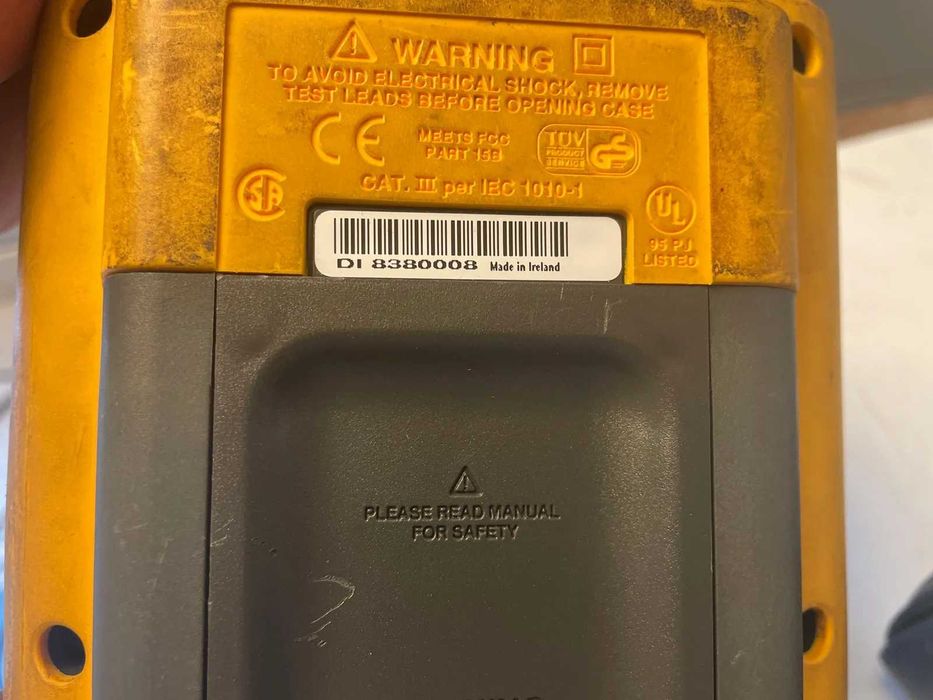 WARNING
TO AVOID ELECTRICAL SHOCK, REMOVE
TEST LEADS BEFORE OPENING CASE
CE
MEETS FCC
PART 15B
TÜV
PRODUCT
SERVICE
GS
CAT. III per IEC 1010-1
SA
UL
95 PJ
LISTED
DI 8380008 Made in Ireland
PLEASE READ MANUAL
FOR SAFETY